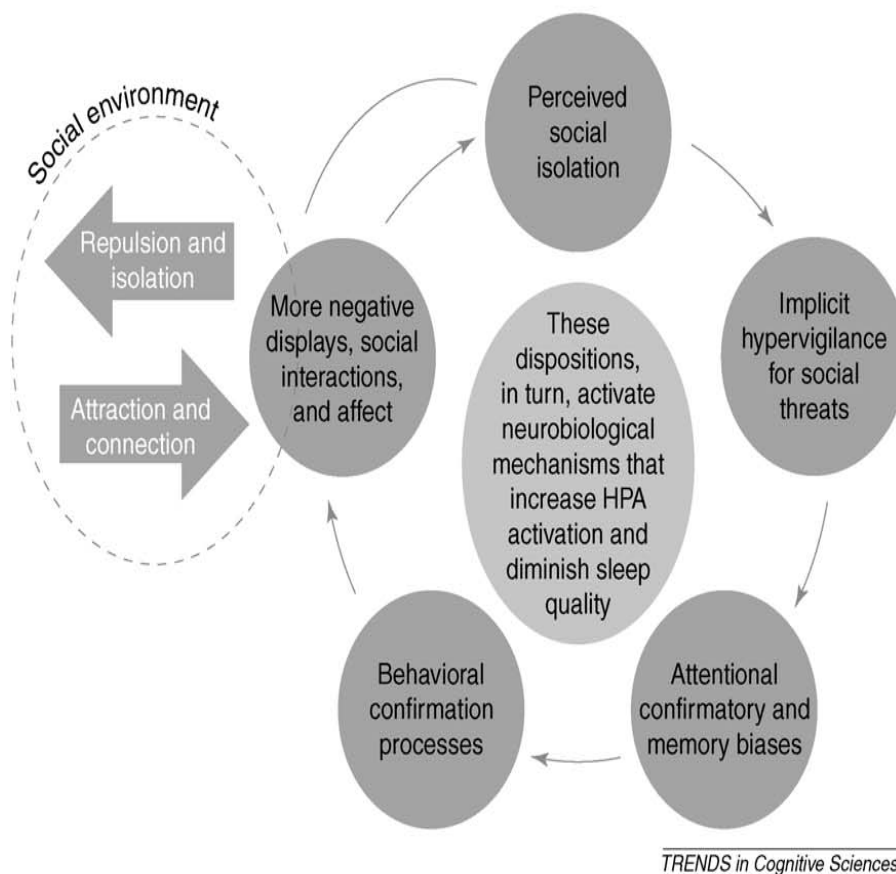 Social environment
Repulsion and
isolation
Attraction and
connection
More negative
displays, social
interactions,
and affect
Perceived
social
isolation
Implicit
hypervigilance
for social
threats
Attentional
confirmatory and
memory biases
Behavioral
confirmation
processes
These
dispositions,
in turn, activate
neurobiological
mechanisms that
increase HPA
activation and
diminish sleep
quality
TRENDS in Cognitive Sciences